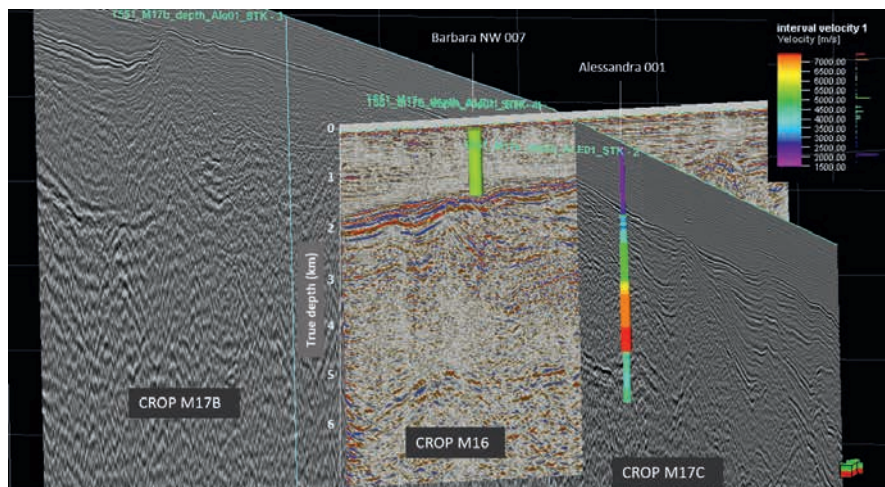 TSS1_M17b_depth_Alo01_STK - 3
interval velocity 1
Velocity [m/s]
7000.00
6500.00
6000.00
5500.00
5000.00
4500.00
4000.00
3500.00
3000.00
2500.00
2000.00
1500.00
Barbara NW 007
Alessandra 001
0
1
2
3
4
5
6
True depth (km)
CROP M17B
CROP M16
CROP M17C